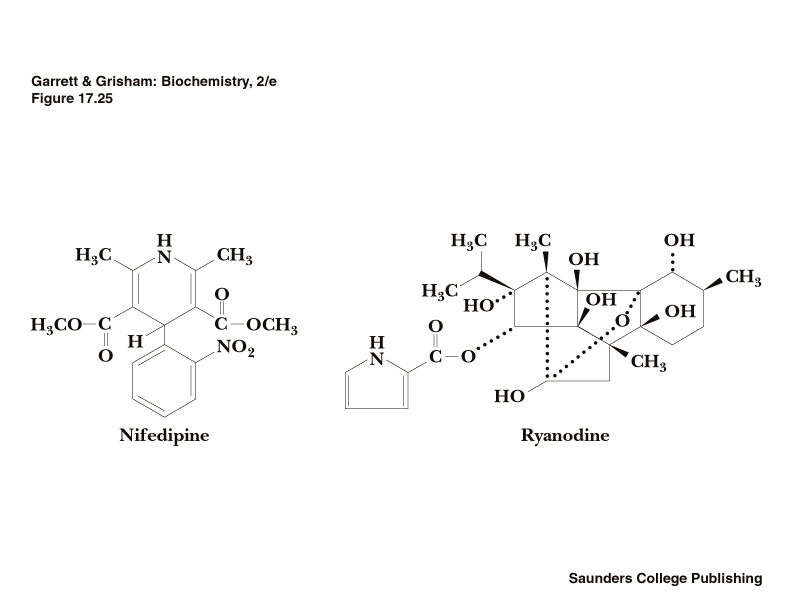 Garrett & Grisham: Biochemistry, 2/e
Figure 17.25
H
N
H₃C
CH₃
O
H₃CO
C
C
OCH₃
O
H
NO₂
Nifedipine
H₃C
H₃C
OH
OH
CH₃
H₃C
HO
OH
O
OH
O
H
N
C
O
CH₃
HO
Ryanodine
Saunders College Publishing